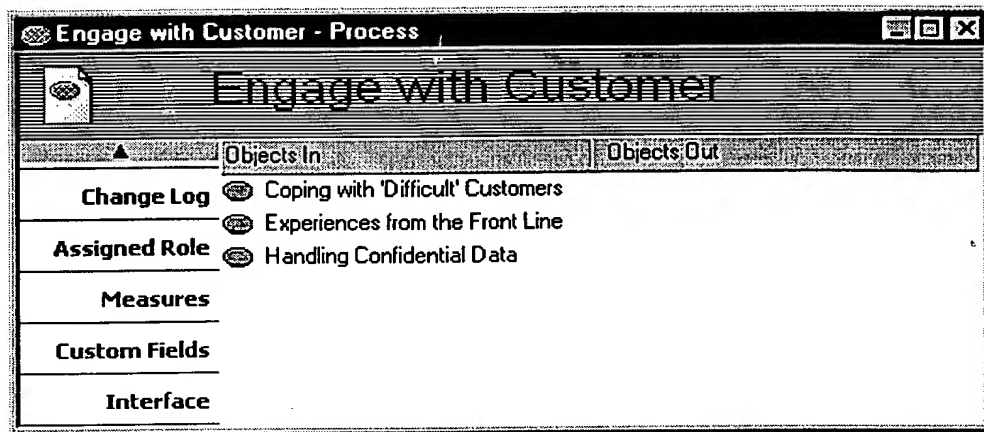 Engage with Customer - Process
Engage with Customer
Objects In Objects Out
Change Log
Assigned Role
Measures
Custom Fields
Interface
Coping with 'Difficult' Customers
Experiences from the Front Line
Handling Confidential Data